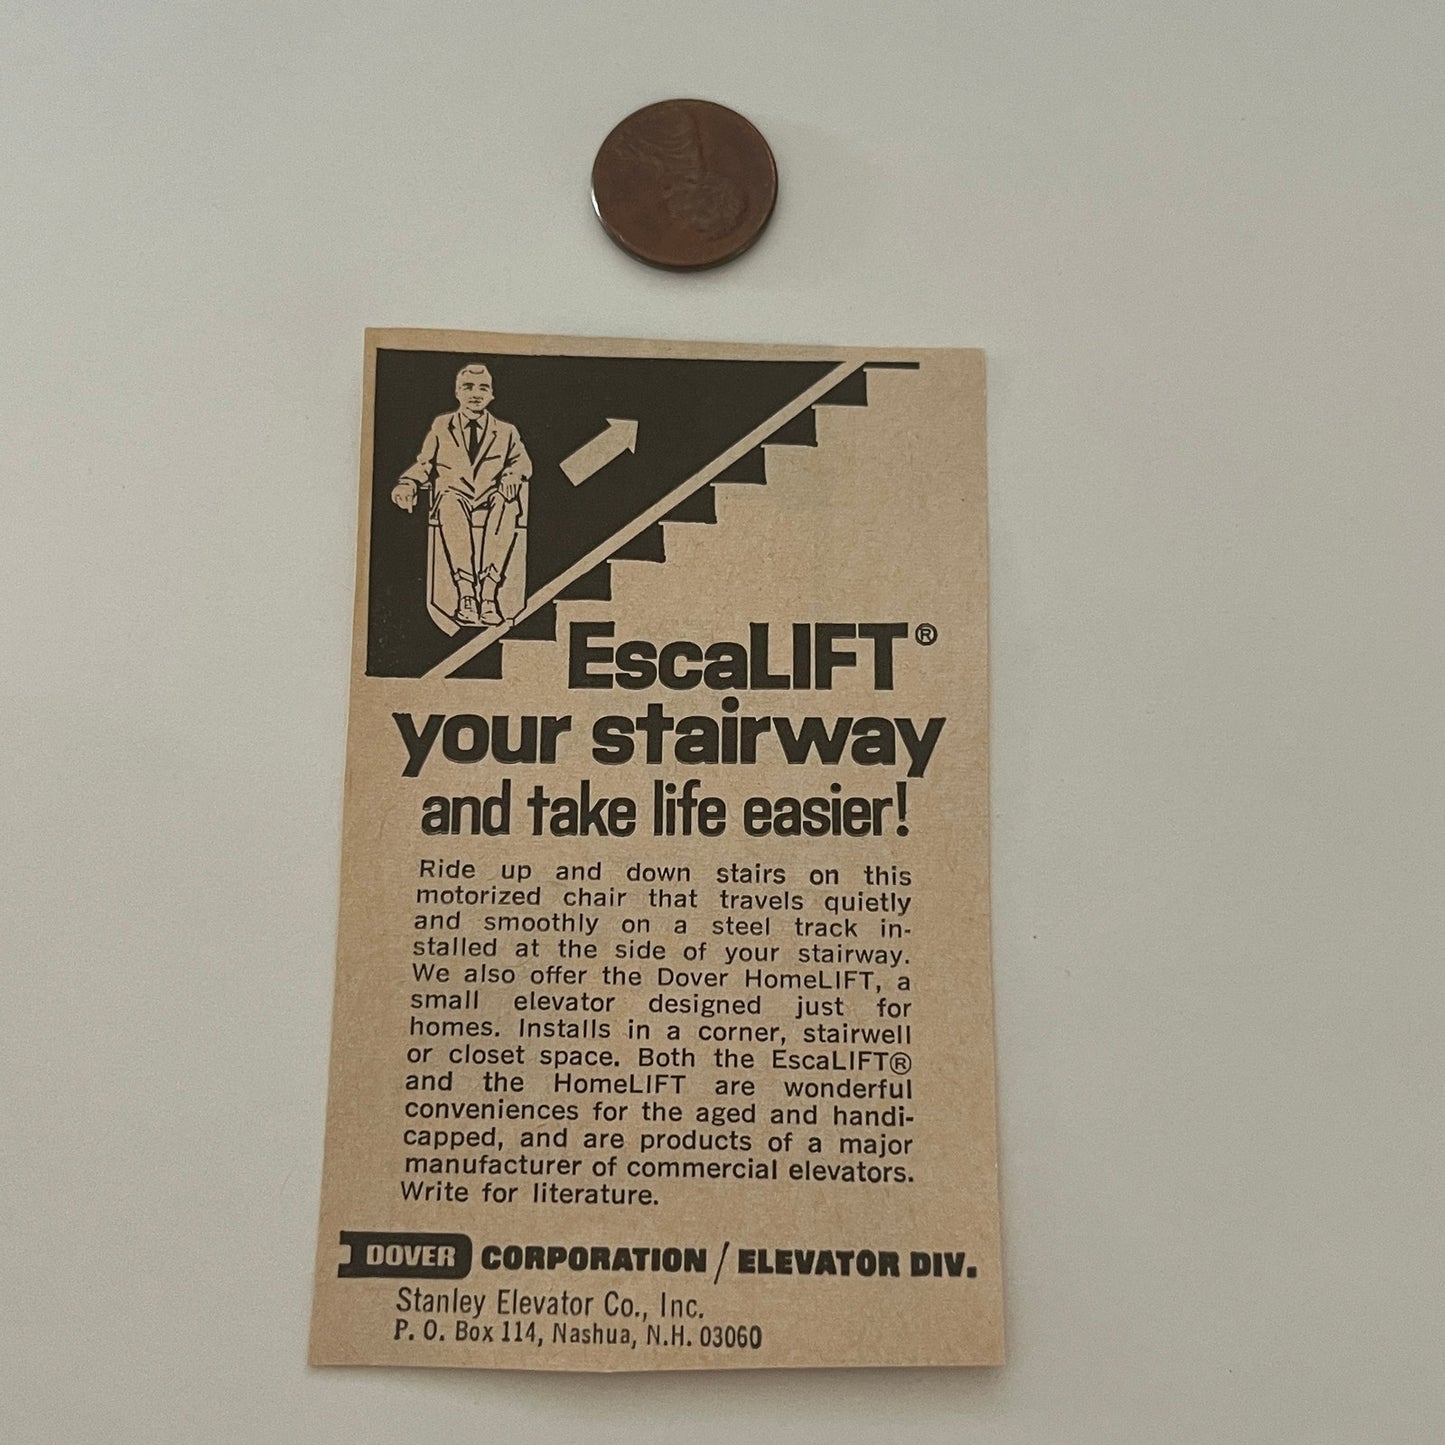 EscaLIFT®
your stairway
and take life easier!
Ride up and down stairs on this
motorized chair that travels quietly
and smoothly on a steel track in-
stalled at the side of your stairway.
We also offer the Dover HomeLIFT, a
small elevator designed just for
homes. Installs in a corner, stairwell
or closet space. Both the EscaLIFT®
and the HomeLIFT are wonderful
conveniences for the aged and handi-
capped, and are products of a major
manufacturer of commercial elevators.
Write for literature.
DOVER CORPORATION / ELEVATOR DIV.
Stanley Elevator Co., Inc.
P. O. Box 114, Nashua, N.H. 03060